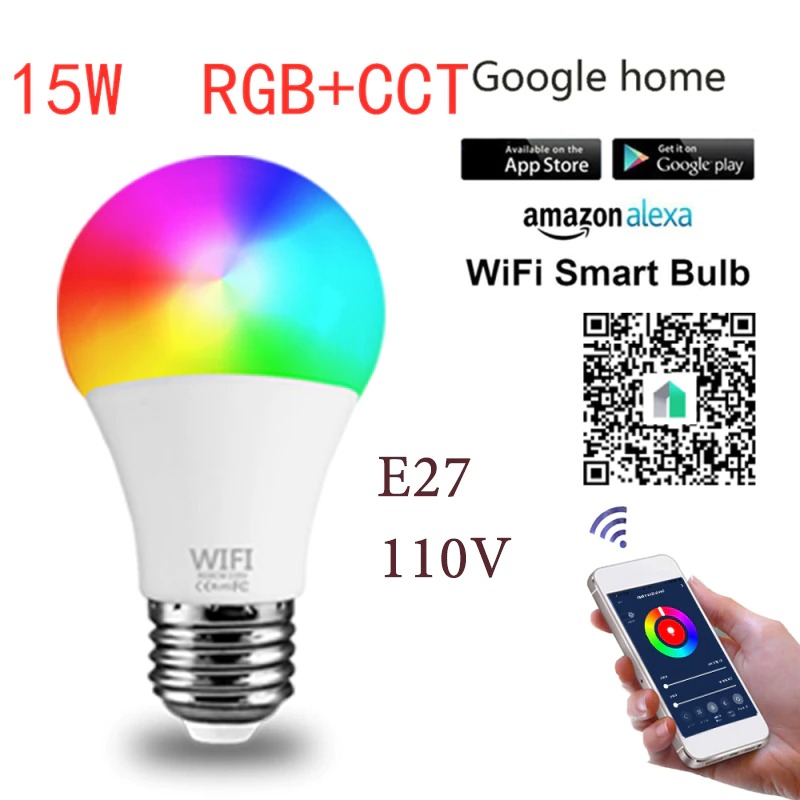 15W RGB+CCT Google home
Available on the
App Store
Get it on
Google play
amazon alexa
WiFi Smart Bulb
E27
110V
WIFI